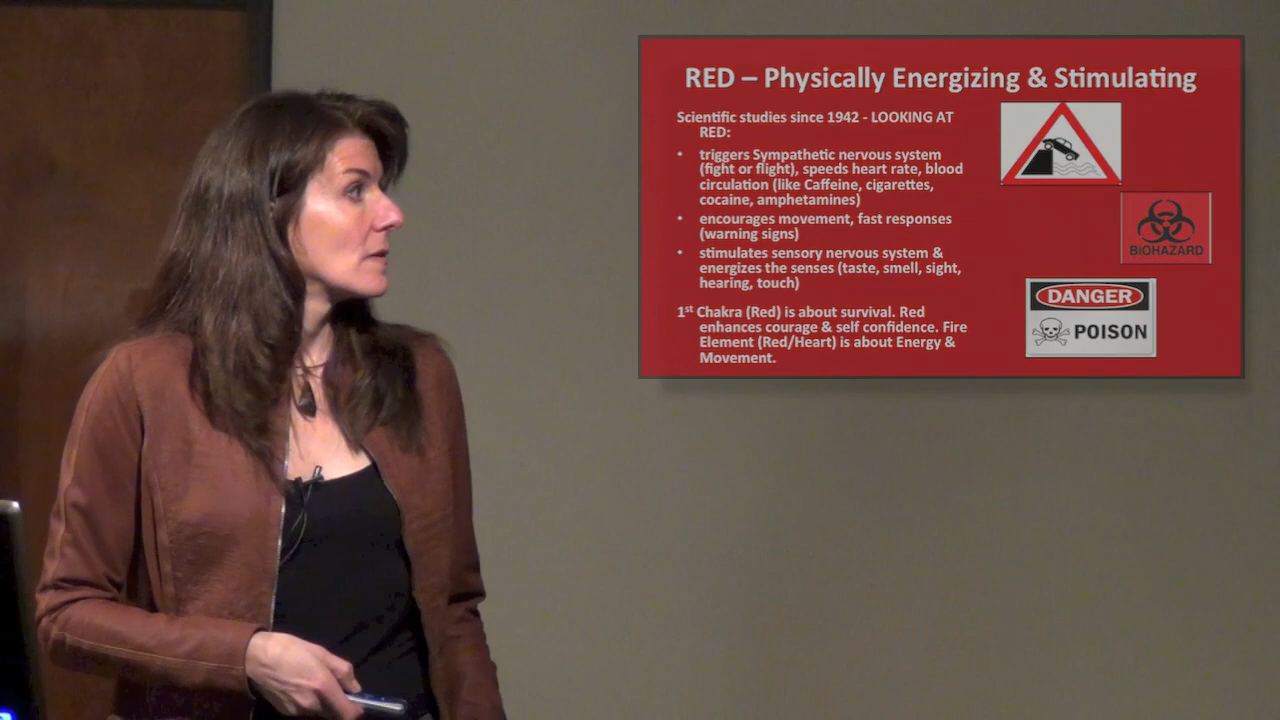 RED – Physically Energizing & Stimulating
Scientific studies since 1942 - LOOKING AT
RED:
• triggers Sympathetic nervous system
(fight or flight), speeds heart rate, blood
circulation (like Caffeine, cigarettes,
cocaine, amphetamines)
• encourages movement, fast responses
(warning signs)
• stimulates sensory nervous system &
energizes the senses (taste, smell, sight,
hearing, touch)
1st Chakra (Red) is about survival. Red
enhances courage & self confidence. Fire
Element (Red/Heart) is about Energy &
Movement.
BIOHAZARD
DANGER
POISON